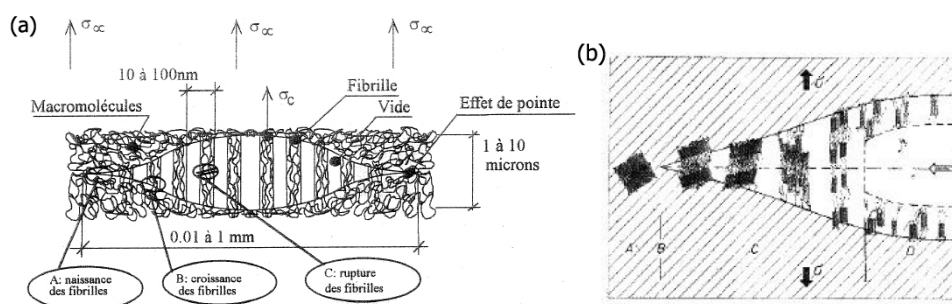 (a)
σ∝
σ∝
σ∝
10 à 100nm
σC
Fibrille
Macromolécules
Vide
Effet de pointe
1 à 10
microns
0.01 à 1 mm
A: naissance
des fibrilles
B: croissance
des fibrilles
C: rupture
des fibrilles
(b)
σ
A
B
C
D
σ